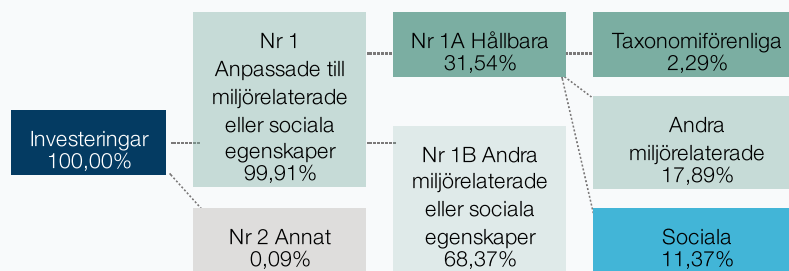 Investeringar
100,00%
Nr 1
Anpassade till
miljörelaterade
eller sociala
egenskaper
99,91%
Nr 2 Annat
0,09%
Nr 1A Hållbara
31,54%
Nr 1B Andra
miljörelaterade
eller sociala
egenskaper
68,37%
Taxonomiförenliga
2,29%
Andra
miljörelaterade
17,89%
Sociala
11,37%